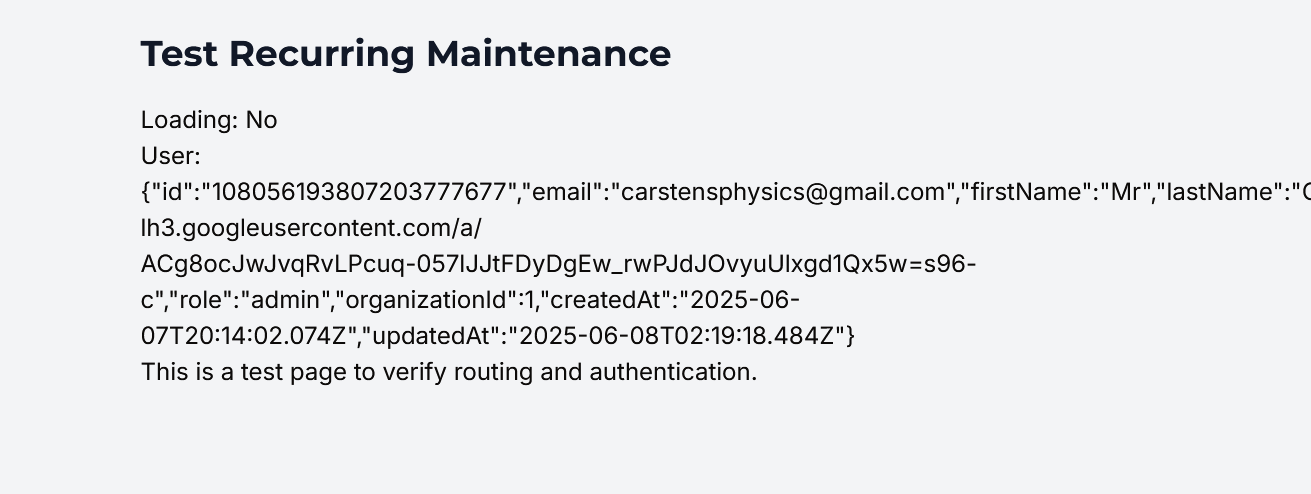 Test Recurring Maintenance
Loading: No
User:
{"id":"108056193807203777677","email":"carstensphysics@gmail.com","firstName":"Mr","lastName":"C
lh3.googleusercontent.com/a/
ACg8ocJwJvqRvLPcuq-057lJJtFDyDgEw_rwPJdJOvyuUIxgd1Qx5w=s96-
c","role":"admin","organizationId":1,"createdAt":"2025-06-
07T20:14:02.074Z","updatedAt":"2025-06-08T02:19:18.484Z"}
This is a test page to verify routing and authentication.